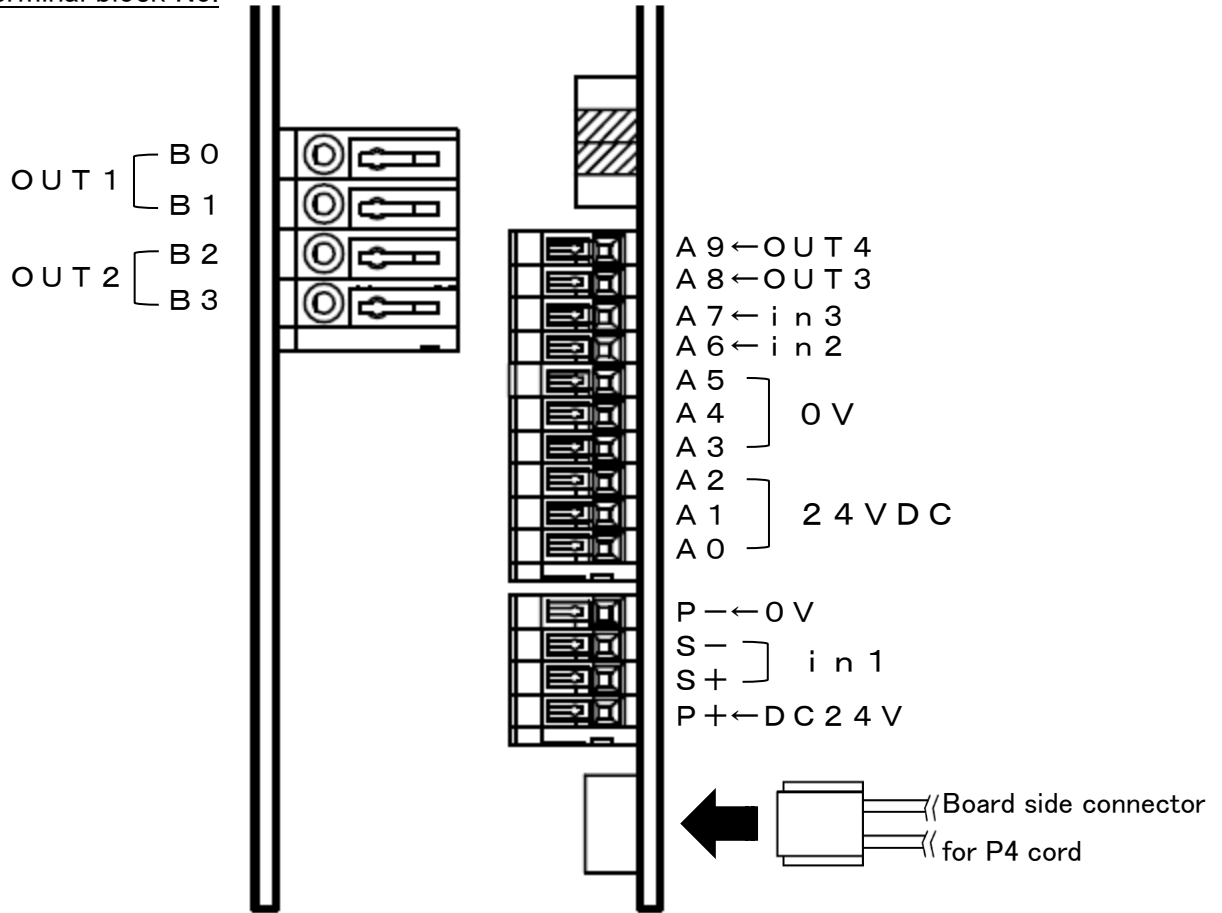 erminal block No.
OUT1
B0
B1
OUT2
B2
B3
A9←OUT4
A8←OUT3
A7←in3
A6←in2
A5
A4
A3
0V
A2
A1
A0
24VDC
P−←0V
S−
S+
in1
P+←DC24V
Board side connector
for P4 cord